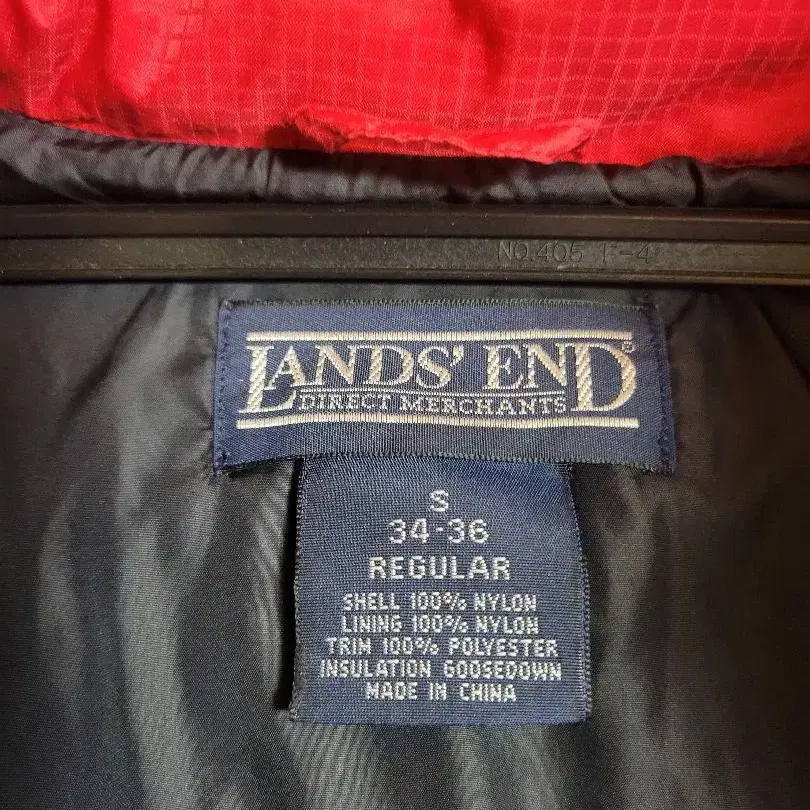 NO.405 F-4
LANDS' END®
DIRECT MERCHANTS
S
34-36
REGULAR
SHELL 100% NYLON
LINING 100% NYLON
TRIM 100% POLYESTER
INSULATION GOOSEDOWN
MADE IN CHINA